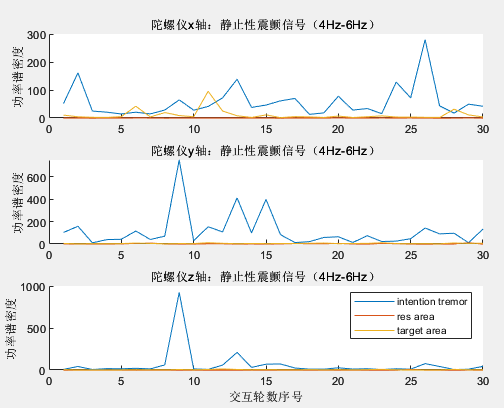 陀螺仪x轴：静止性震颤信号（4Hz-6Hz）
功率谱密度
300
200
100
0
0 5 10 15 20 25 30
陀螺仪y轴：静止性震颤信号（4Hz-6Hz）
功率谱密度
600
400
200
0
0 5 10 15 20 25 30
陀螺仪z轴：静止性震颤信号（4Hz-6Hz）
功率谱密度
1000
500
0
intention tremor
res area
target area
0 5 10 15 20 25 30
交互轮数序号